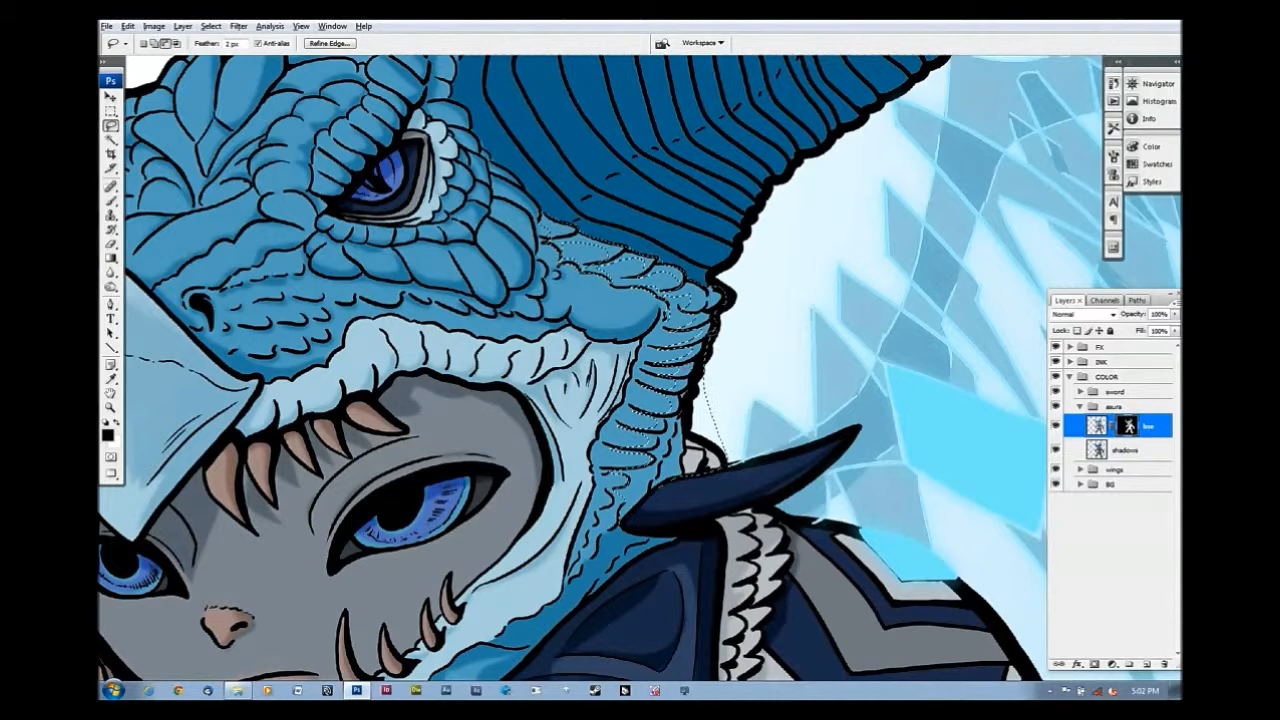 File Edit Image Layer Select Filter Analysis View Window Help
Feather: 2 px Anti-alias Refine Edge... Workspace
Ps
Navigator
Histogram
Info
Color
Swatches
Styles
Layers Channels Paths
Normal Opacity: 100%
Lock: Fill: 100%
FX
INK
COLOR
sword
asura
shadows
wings
BG
5:02 PM